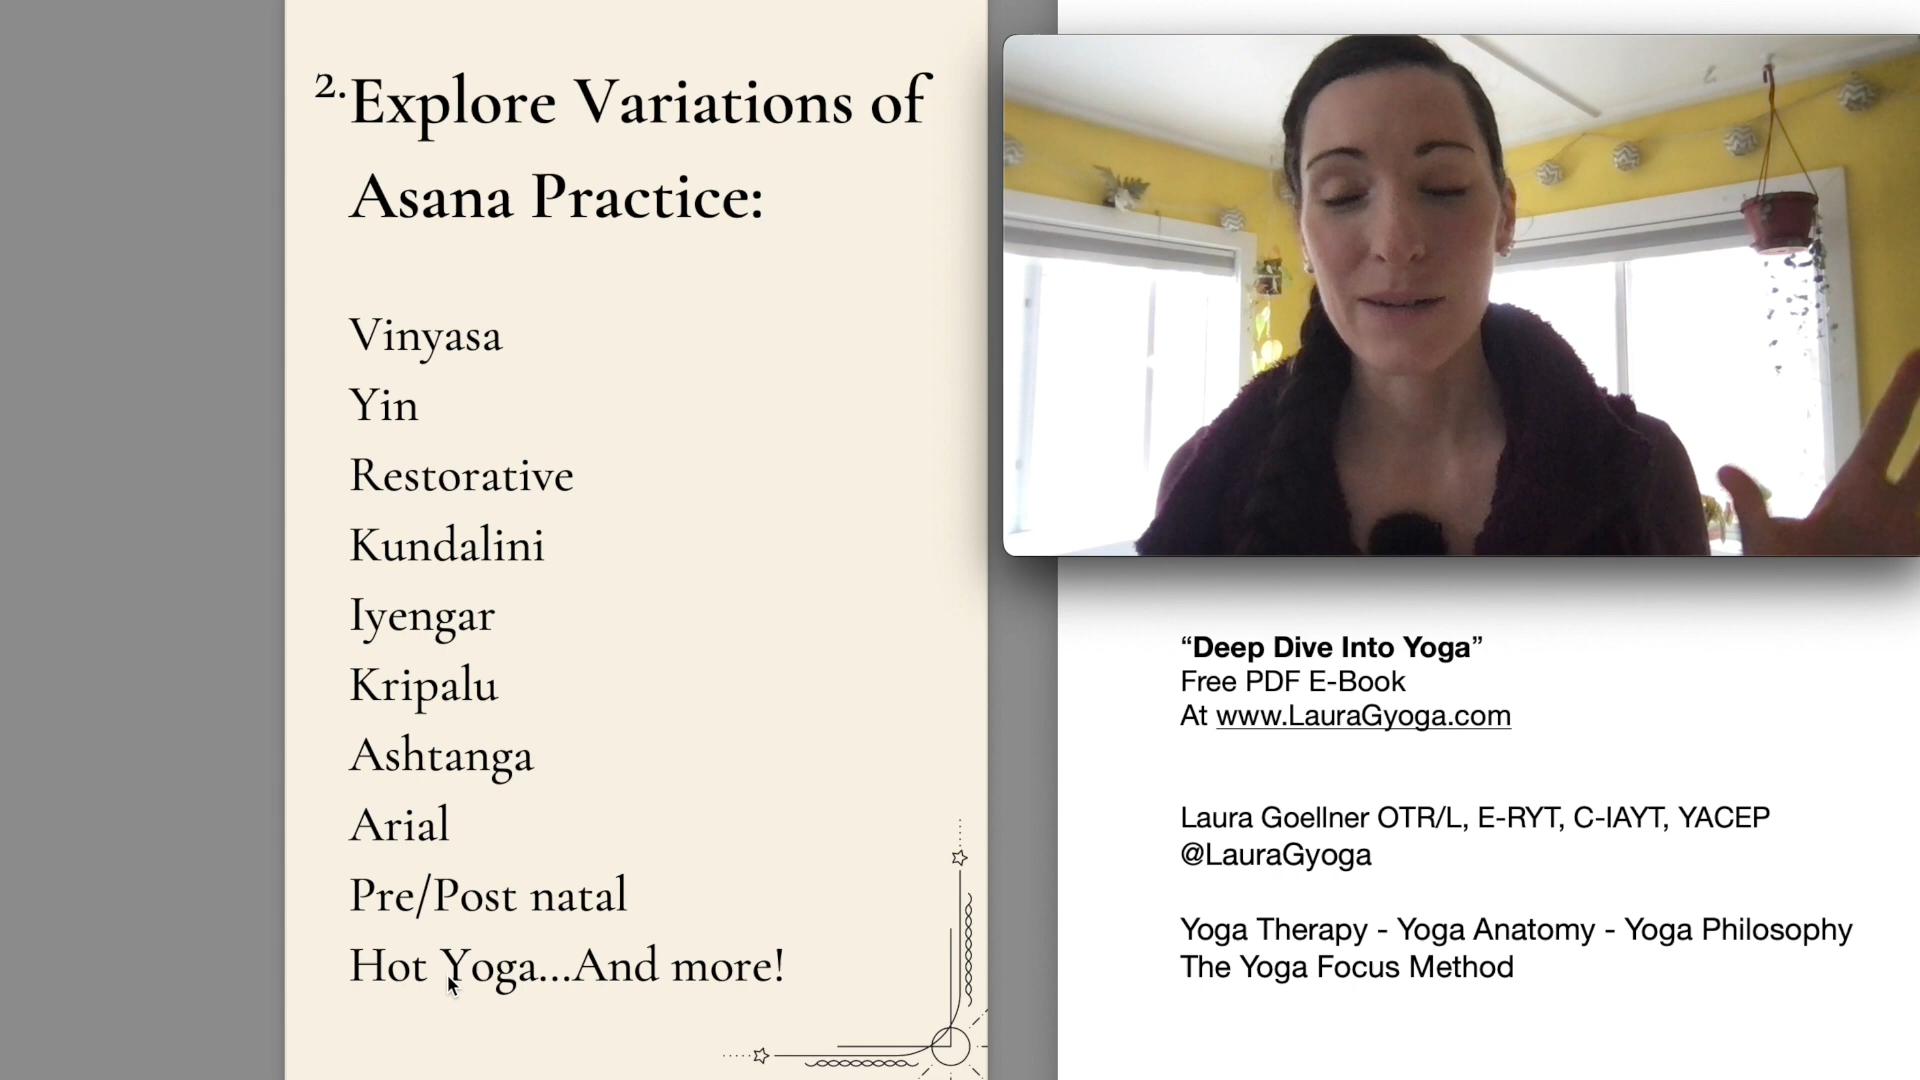 2. Explore Variations of
Asana Practice:
Vinyasa
Yin
Restorative
Kundalini
Iyengar
Kripalu
Ashtanga
Arial
Pre/Post natal
Hot Yoga...And more!
“Deep Dive Into Yoga”
Free PDF E-Book
At www.LauraGyoga.com
Laura Goellner OTR/L, E-RYT, C-IAYT, YACEP
@LauraGyoga
Yoga Therapy - Yoga Anatomy - Yoga Philosophy
The Yoga Focus Method